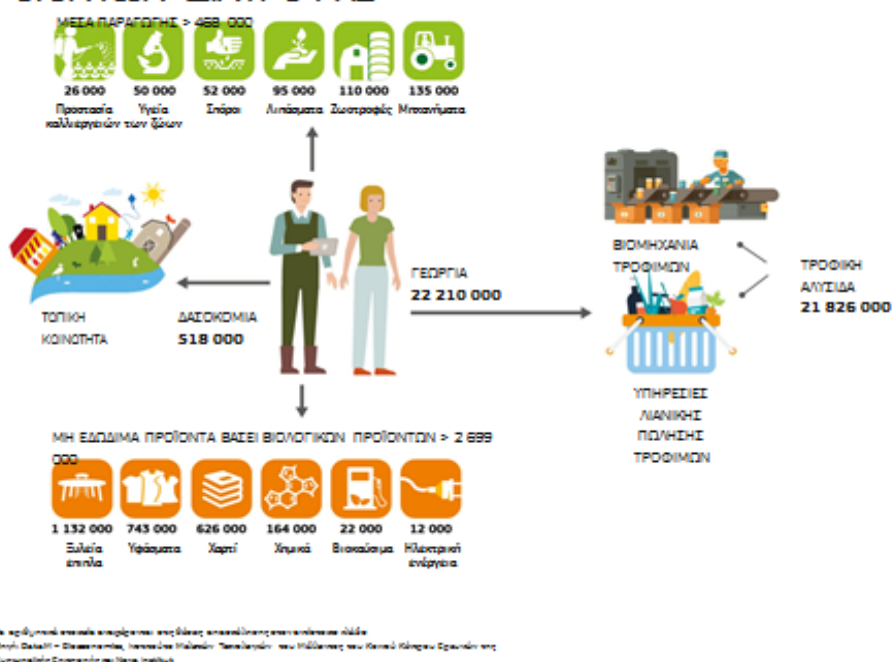 ΜΕΣΑ ΠΑΡΑΓΩΓΗΣ > 468 000
26 000 50 000 52 000 95 000 110 000 135 000
Προστασία Υγεία Σπόροι Λιπάσματα Ζωοτροφές Μηχανήματα
καλλιεργειών των ζώων
ΒΙΟΜΗΧΑΝΙΑ
ΤΡΟΦΙΜΩΝ
ΤΡΟΦΙΚΗ
ΑΛΥΣΙΔΑ
21 826 000
ΓΕΩΡΓΙΑ
22 210 000
ΤΟΠΙΚΗ
ΚΟΙΝΟΤΗΤΑ
ΔΑΣΟΚΟΜΙΑ
518 000
ΥΠΗΡΕΣΙΕΣ
ΛΙΑΝΙΚΗΣ
ΠΩΛΗΣΗΣ
ΤΡΟΦΙΜΩΝ
ΜΗ ΕΔΩΔΙΜΑ ΠΡΟΪΟΝΤΑ ΒΑΣΕΙ ΒΙΟΛΟΓΙΚΩΝ ΠΡΟΪΟΝΤΩΝ > 2 699
000
1 132 000 743 000 626 000 164 000 22 000 12 000
Ξυλεία Υφάσματα Χαρτί Χημικά Βιοκαύσιμα Ηλεκτρική
έπιπλα ενέργεια